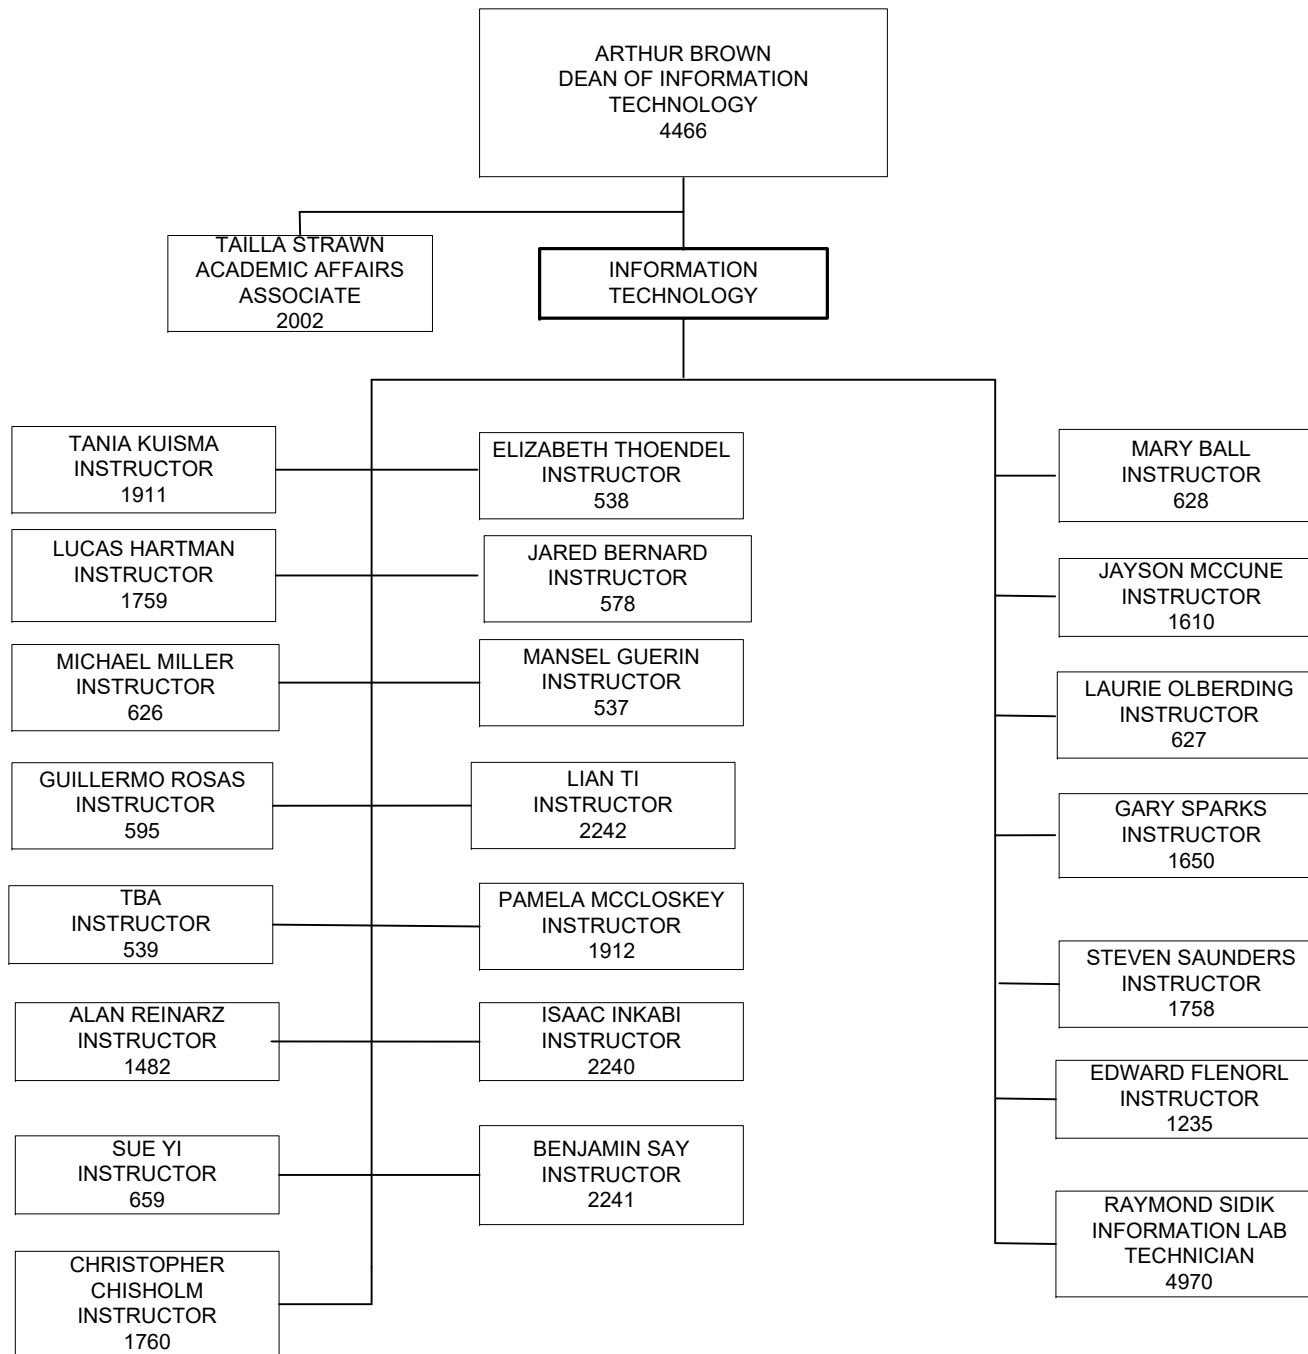 ARTHUR BROWN
DEAN OF INFORMATION
TECHNOLOGY
4466
TAILLA STRAWN
ACADEMIC AFFAIRS
ASSOCIATE
2002
INFORMATION
TECHNOLOGY
TANIA KUISMA
INSTRUCTOR
1911
ELIZABETH THOENDEL
INSTRUCTOR
538
MARY BALL
INSTRUCTOR
628
LUCAS HARTMAN
INSTRUCTOR
1759
JARED BERNARD
INSTRUCTOR
578
JAYSON MCCUNE
INSTRUCTOR
1610
MICHAEL MILLER
INSTRUCTOR
626
MANSEL GUERIN
INSTRUCTOR
537
LAURIE OLBERDING
INSTRUCTOR
627
GUILLERMO ROSAS
INSTRUCTOR
595
LIAN TI
INSTRUCTOR
2242
GARY SPARKS
INSTRUCTOR
1650
TBA
INSTRUCTOR
539
PAMELA MCCLOSKEY
INSTRUCTOR
1912
STEVEN SAUNDERS
INSTRUCTOR
1758
ALAN REINARZ
INSTRUCTOR
1482
ISAAC INKABI
INSTRUCTOR
2240
EDWARD FLENORL
INSTRUCTOR
1235
SUE YI
INSTRUCTOR
659
BENJAMIN SAY
INSTRUCTOR
2241
RAYMOND SIDIK
INFORMATION LAB
TECHNICIAN
4970
CHRISTOPHER
CHISHOLM
INSTRUCTOR
1760